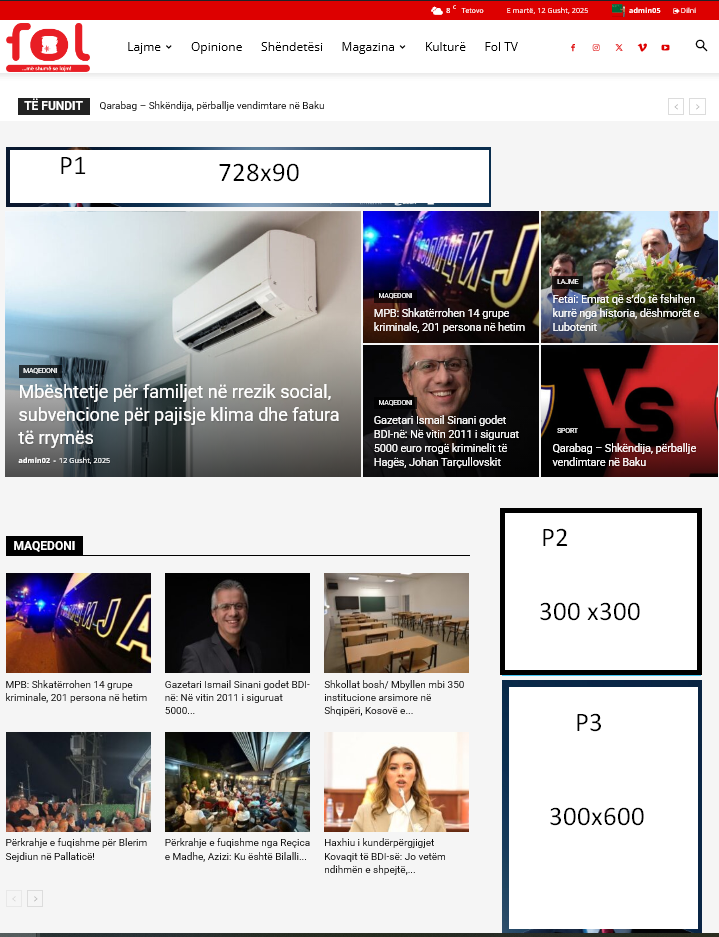 8 C Tetovo
E martë, 12 Gusht, 2025
admin05
Dilni
fol
...më shumë se lajm!
Lajme
Opinione
Shëndetësi
Magazina
Kulturë
Fol TV
TË FUNDIT
Qarabag – Shkëndija, përballje vendimtare në Baku
P1
728x90
MAQEDONI
Mbështetje për familjet në rrezik social,
subvencione për pajisje klima dhe fatura
të rrymës
admin02 - 12 Gusht, 2025
MAQEDONI
MPB: Shkatërrohen 14 grupe
kriminale, 201 persona në hetim
LAJME
Fetai: Emrat që s'do të fshihen
kurrë nga historia, dëshmorët e
Lubotenit
MAQEDONI
Gazetari Ismail Sinani godet
BDI-në: Në vitin 2011 i siguruat
5000 euro rrogë kriminelit të
Hagës, Johan Tarçullovskit
VS
SPORT
Qarabag – Shkëndija, përballje
vendimtare në Baku
MAQEDONI
MPB: Shkatërrohen 14 grupe
kriminale, 201 persona në hetim
Gazetari Ismail Sinani godet BDI-
në: Në vitin 2011 i siguruat
5000...
Shkollat bosh/ Mbyllen mbi 350
institucione arsimore në
Shqipëri, Kosovë e...
Përkrahje e fuqishme për Blerim
Sejdiun në Pallaticë!
Përkrahje e fuqishme nga Reçica
e Madhe, Azizi: Ku është Bilalli...
Haxhiu i kundërpërgjigjet
Kovaqit të BDI-së: Jo vetëm
ndihmën e shpejtë,...
P2
300 x300
P3
300x600